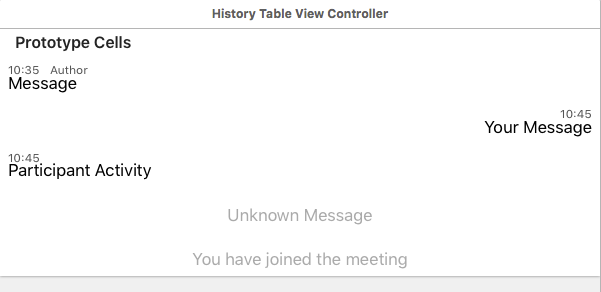 History Table View Controller
Prototype Cells
10:35 Author
Message
10:45
Your Message
10:45
Participant Activity
Unknown Message
You have joined the meeting